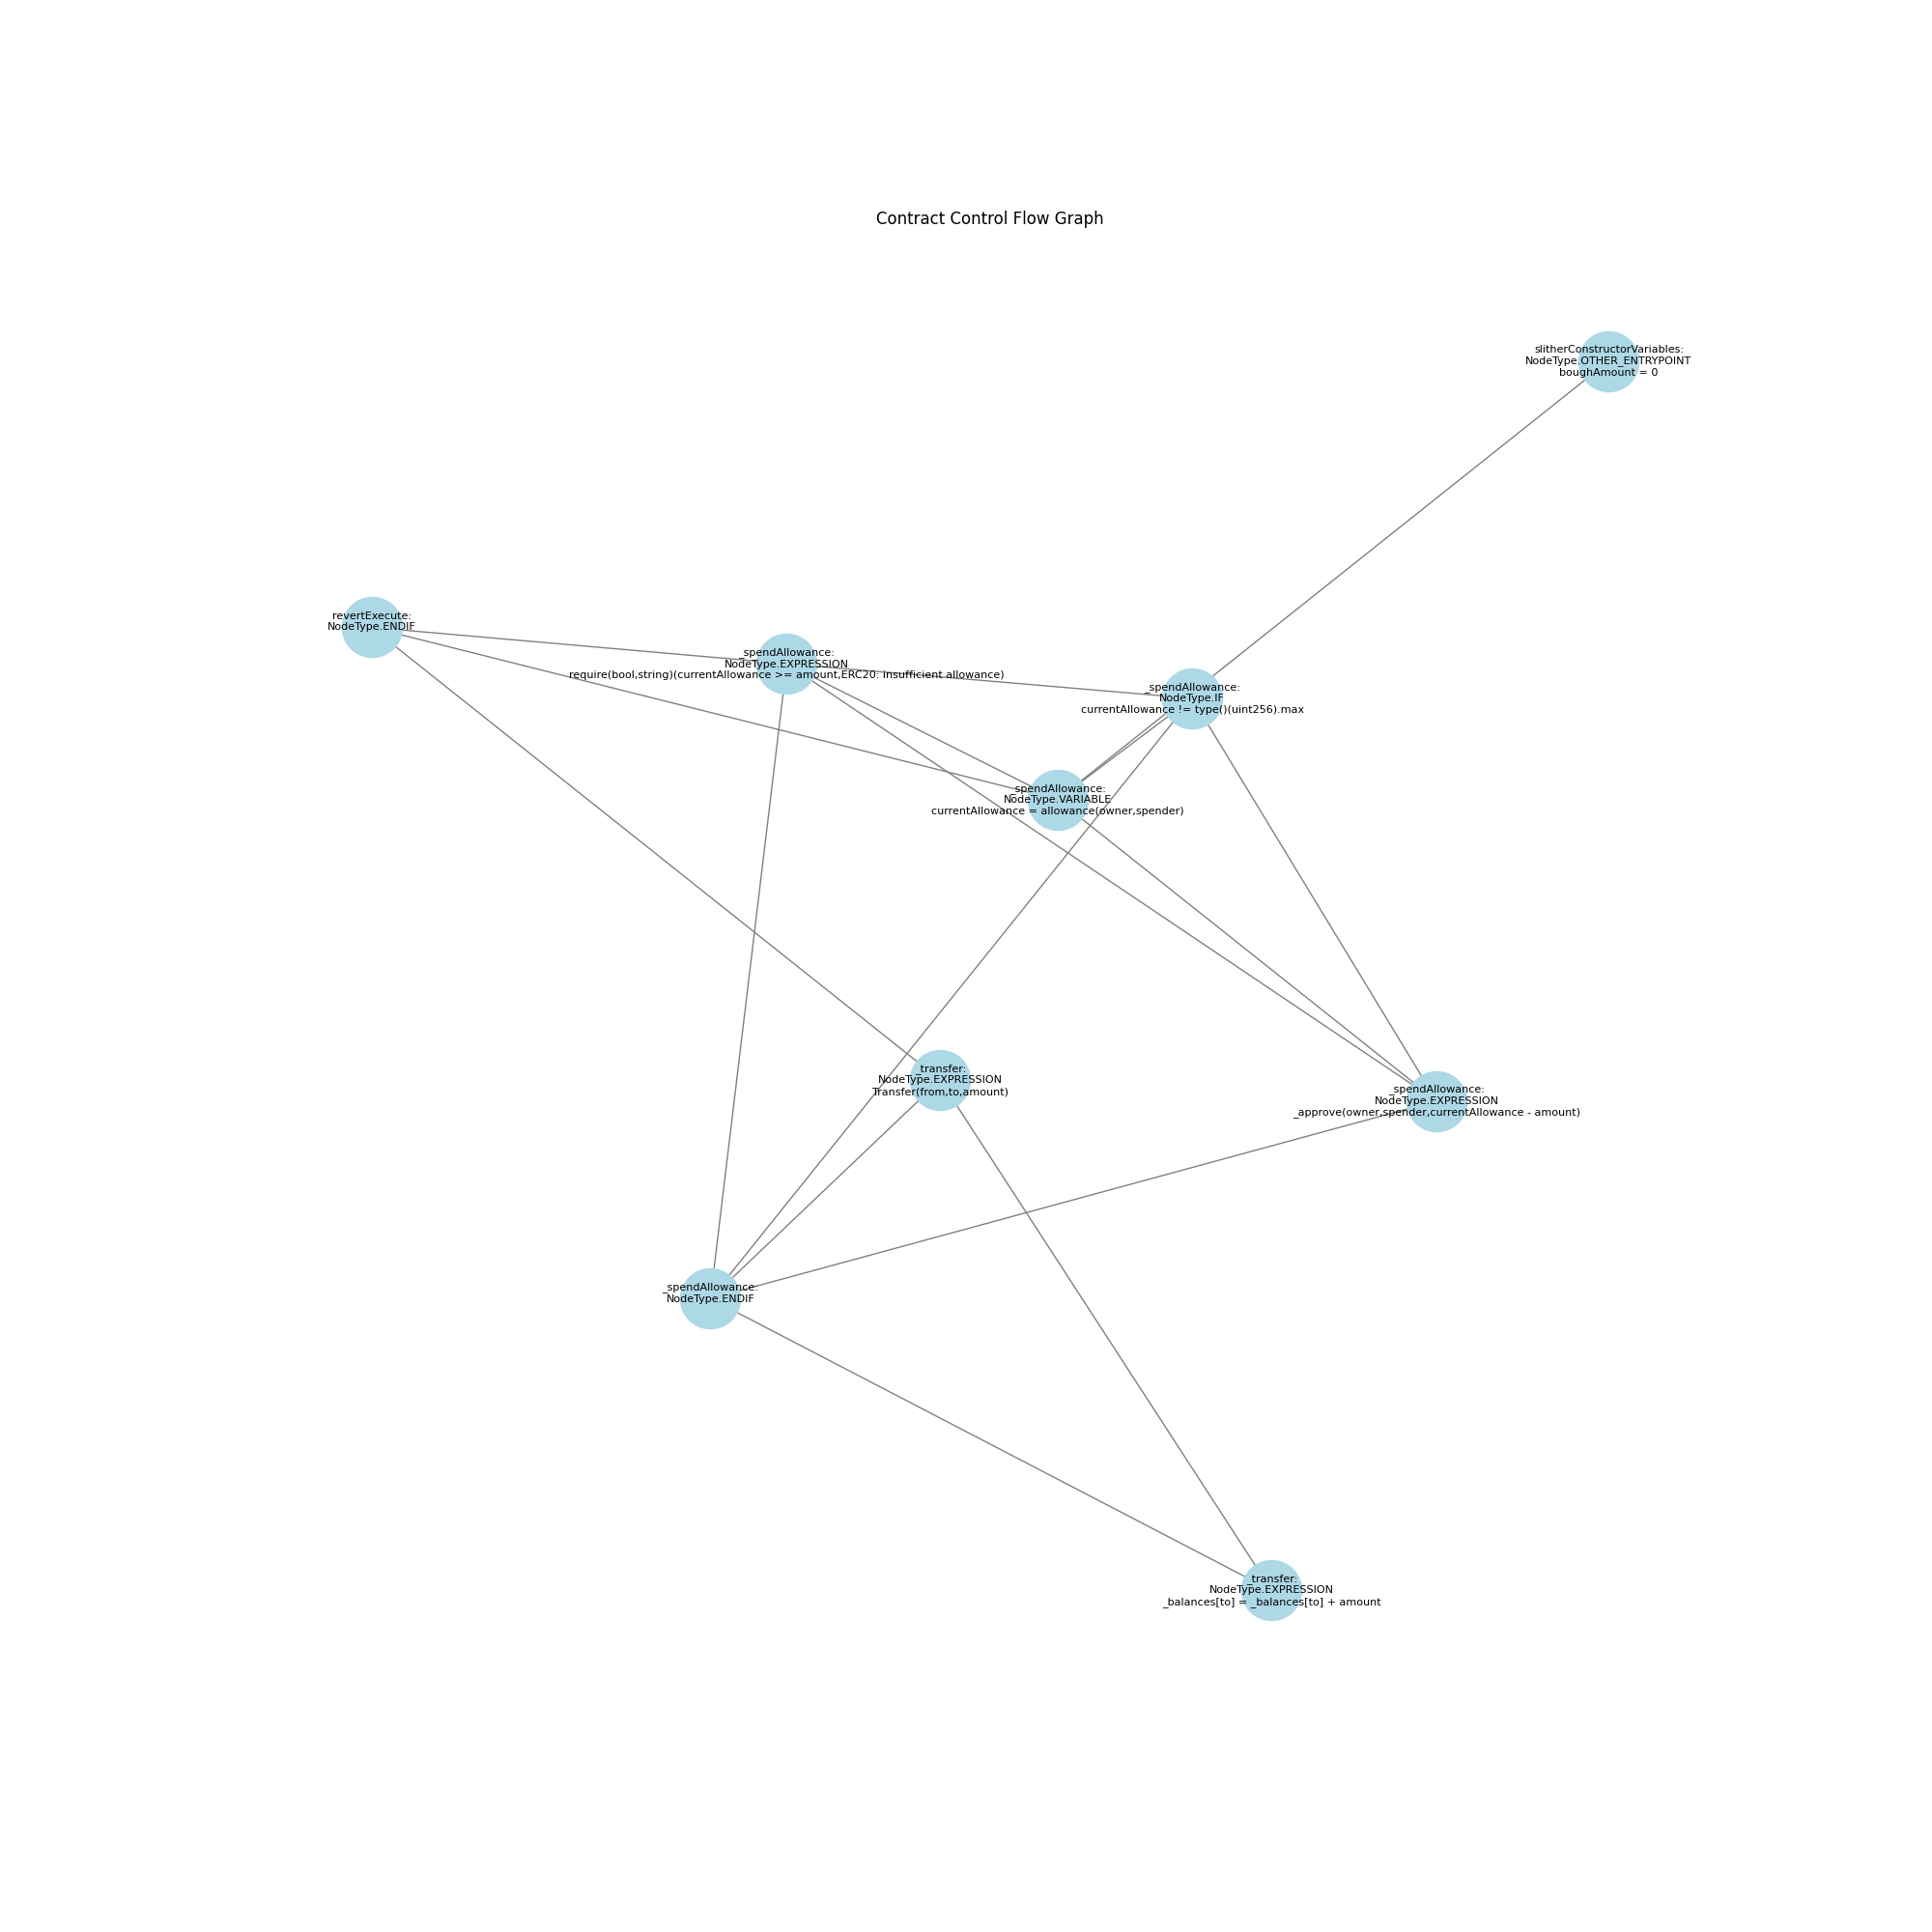 Contract Control Flow Graph
slitherConstructorVariables:
NodeType.OTHER_ENTRYPOINT
boughAmount = 0
revertExecute:
NodeType.ENDIF
_spendAllowance:
NodeType.EXPRESSION
require(bool,string)(currentAllowance >= amount,ERC20: insufficient allowance)
_spendAllowance:
NodeType.IF
currentAllowance != type()(uint256).max
_spendAllowance:
NodeType.VARIABLE
currentAllowance = allowance(owner,spender)
_transfer:
NodeType.EXPRESSION
Transfer(from,to,amount)
_spendAllowance:
NodeType.EXPRESSION
_approve(owner,spender,currentAllowance - amount)
_spendAllowance:
NodeType.ENDIF
_transfer:
NodeType.EXPRESSION
_balances[to] = _balances[to] + amount